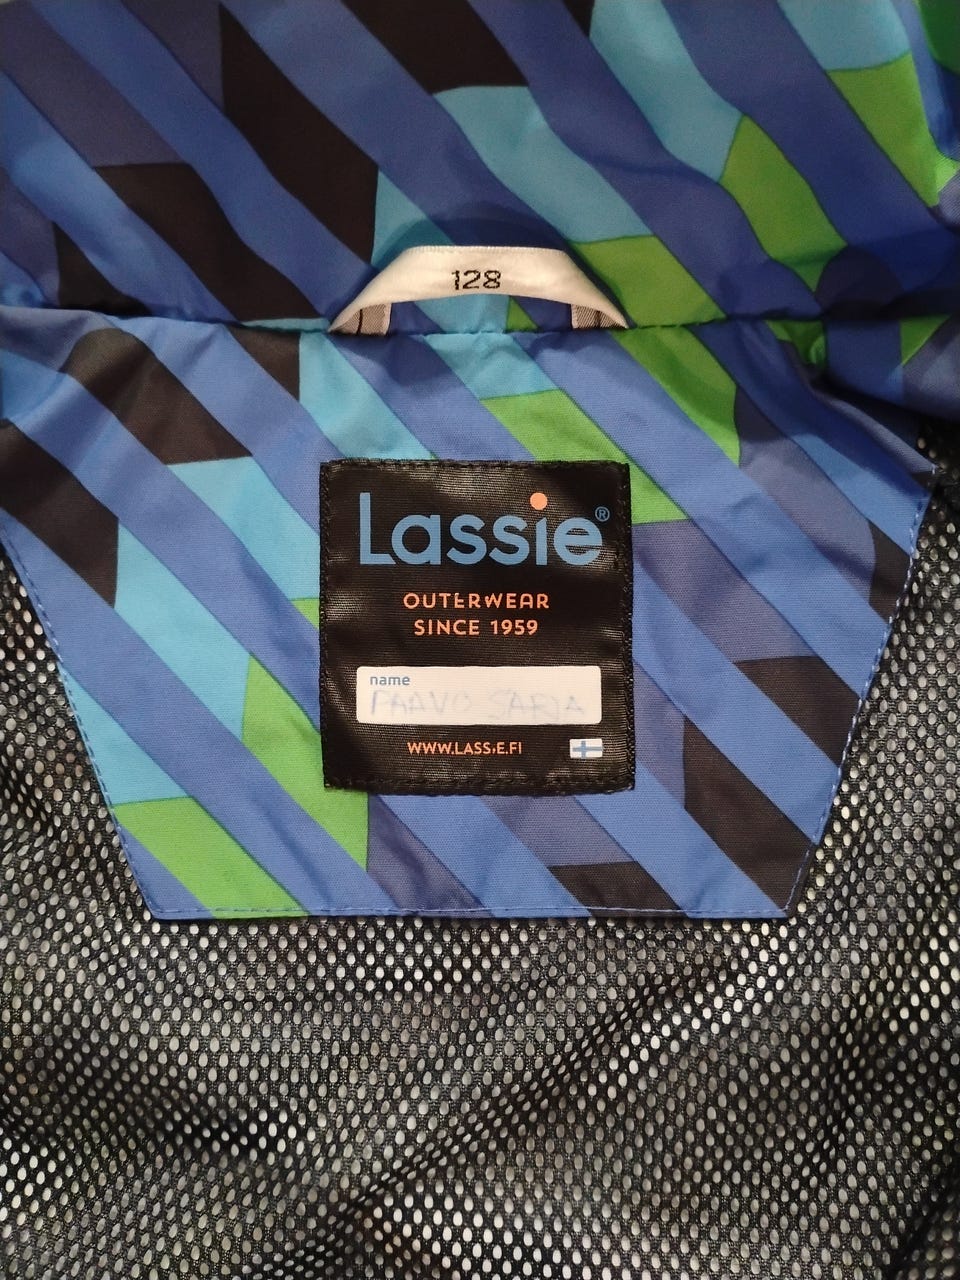 128
Lassie®
OUTERWEAR
SINCE 1959
name
PAAVO SARJA
WWW.LASSIE.FI